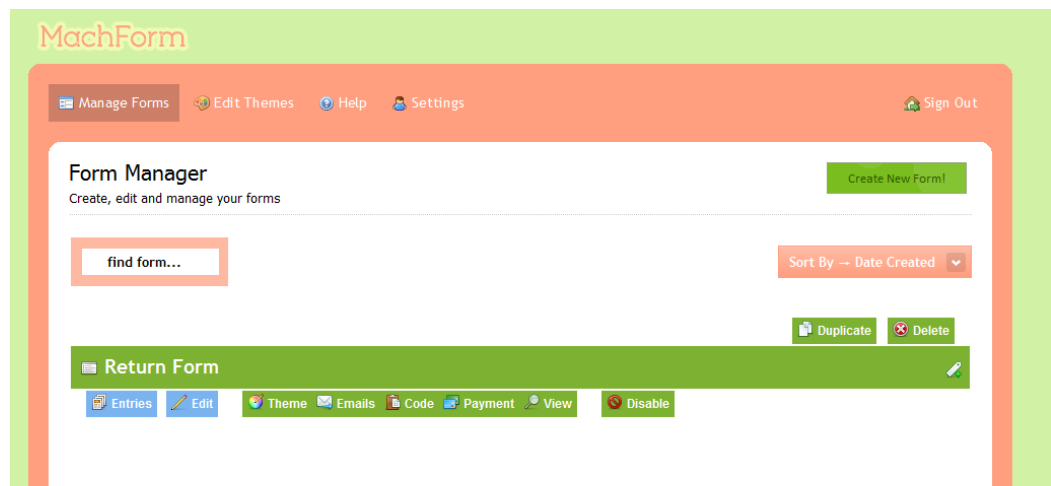 MachForm
Manage Forms Edit Themes Help Settings Sign Out
Form Manager
Create New Form!
Create, edit and manage your forms
find form...
Sort By → Date Created
Duplicate Delete
Return Form
Entries Edit Theme Emails Code Payment View Disable